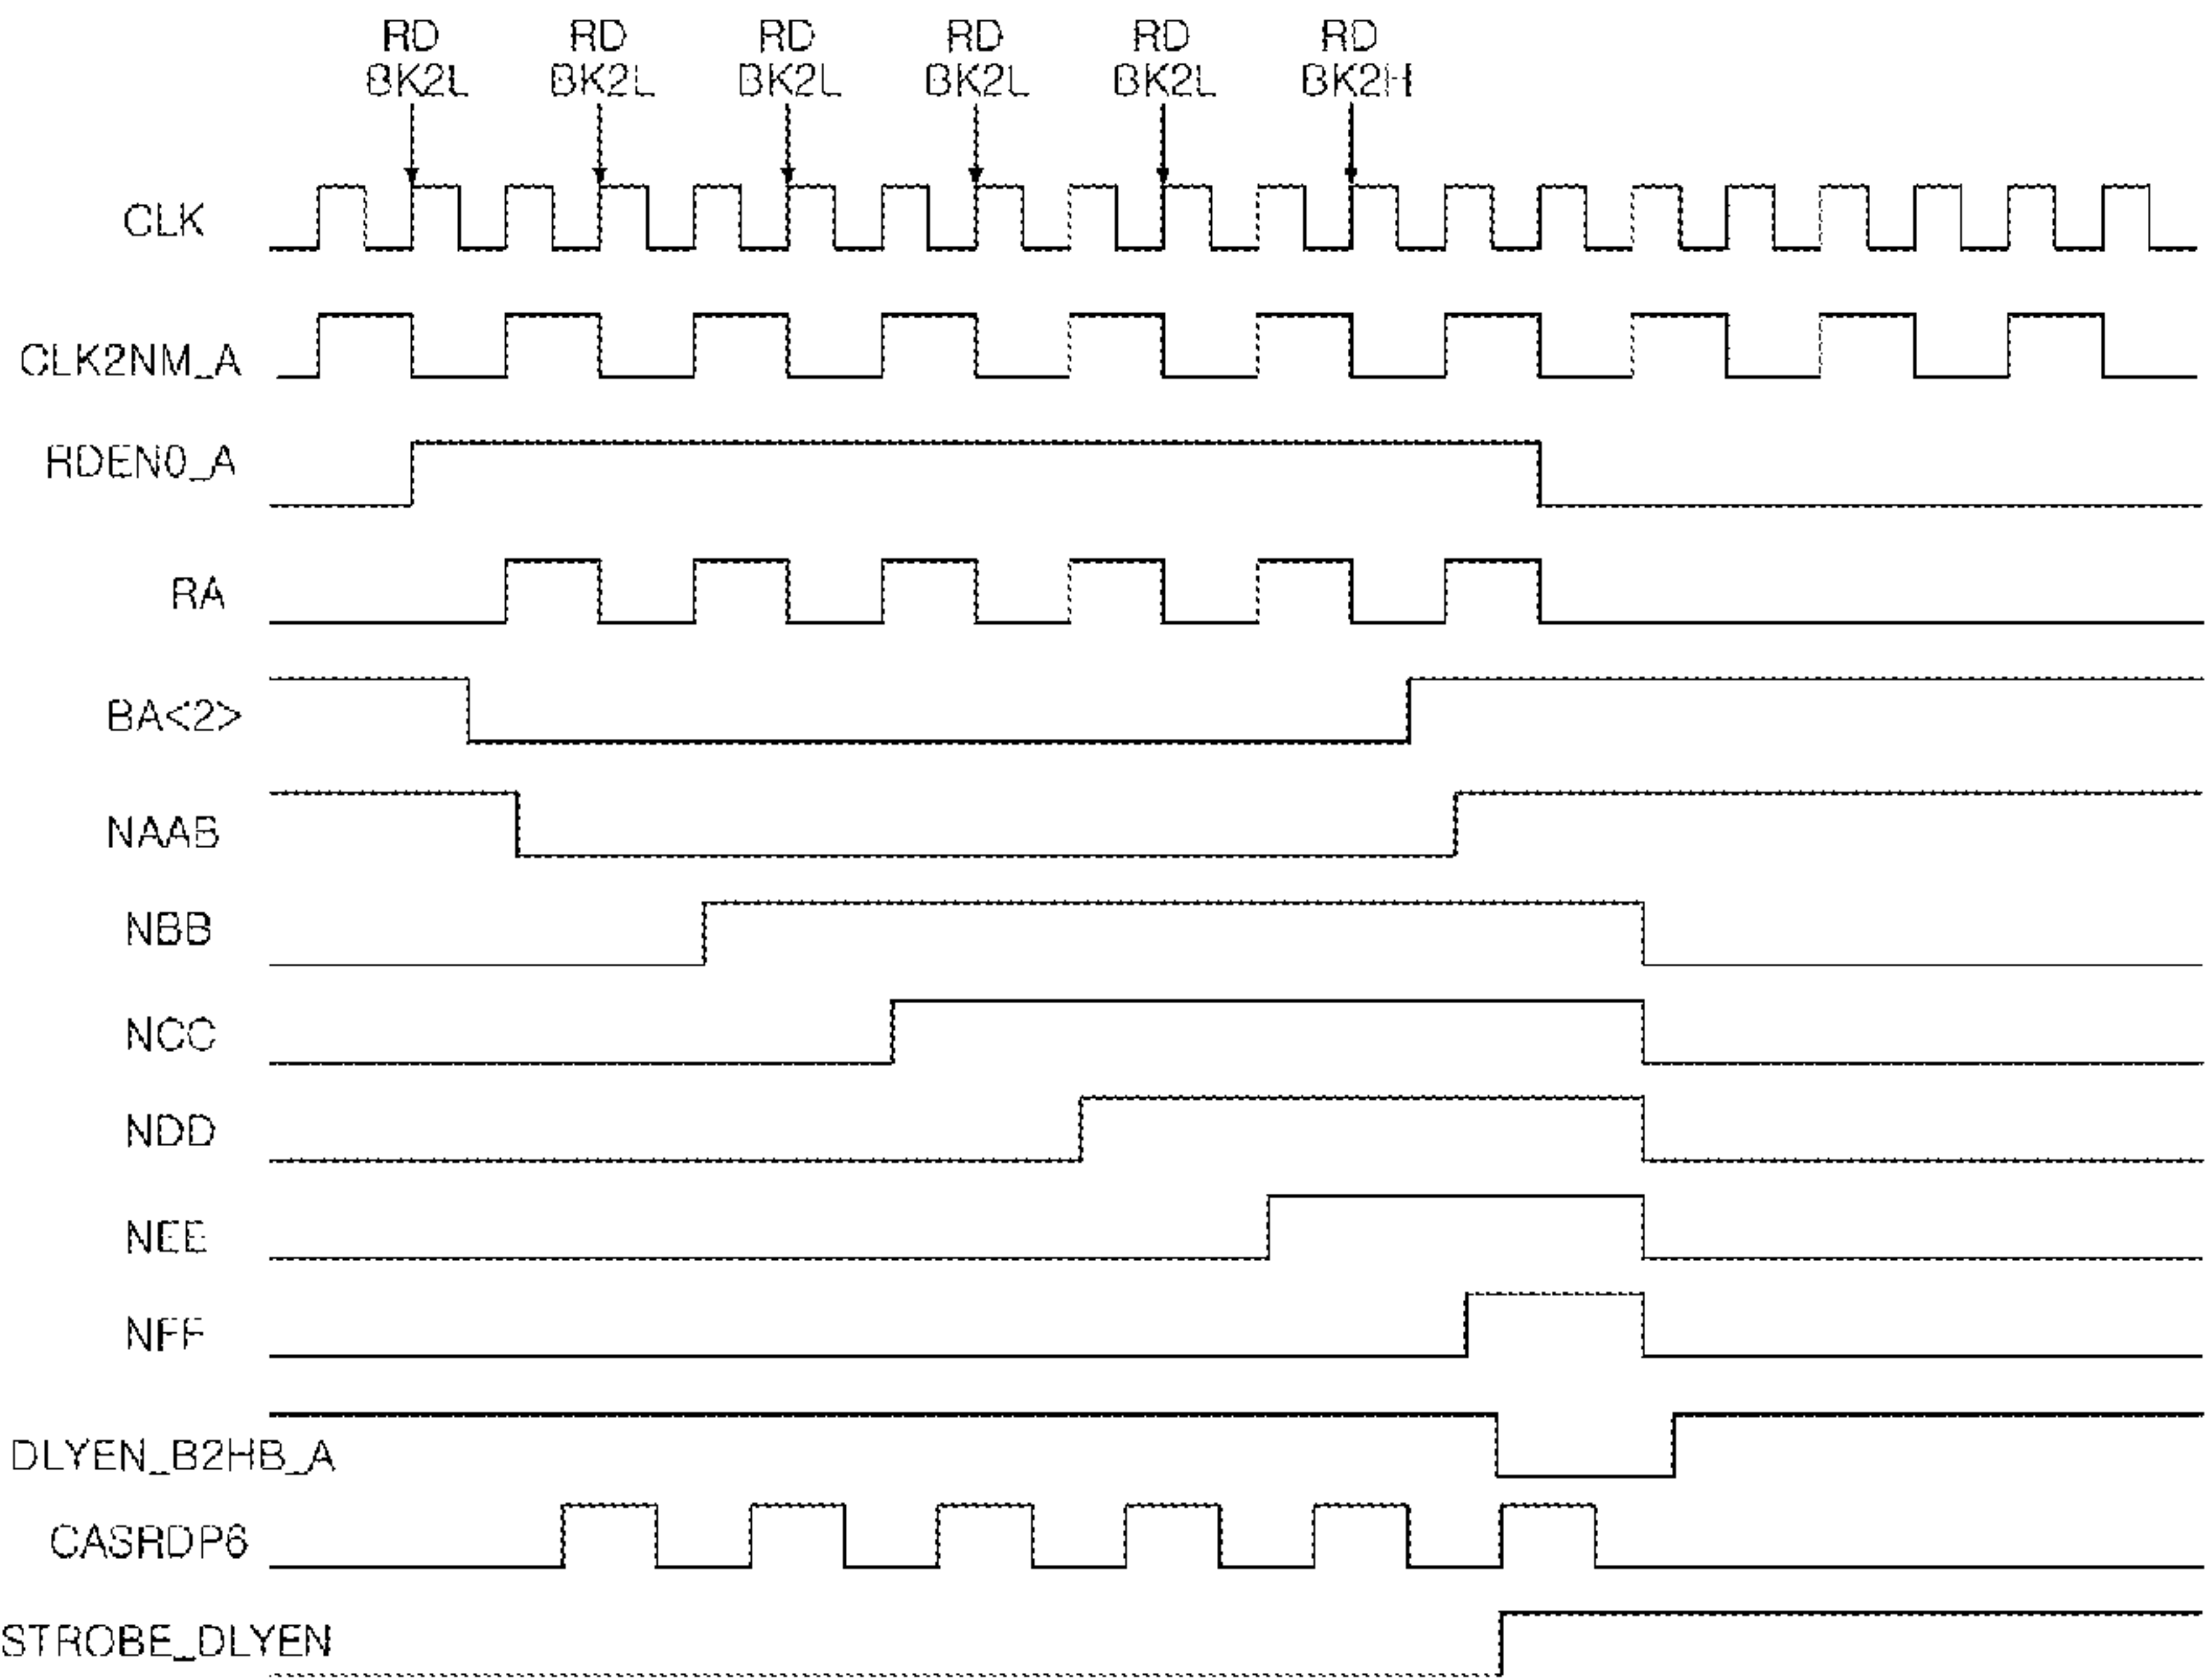 RD RD RD RD RD RD
BK2L BK2L BK2L BK2L BK2L BK2H
CLK
CLK2NM_A
RDEN0_A
RA
BA<2>
NAAB
NBB
NCC
NDD
NEE
NFF
DLYEN_B2HB_A
CASRDP6
STROBE_DLYEN